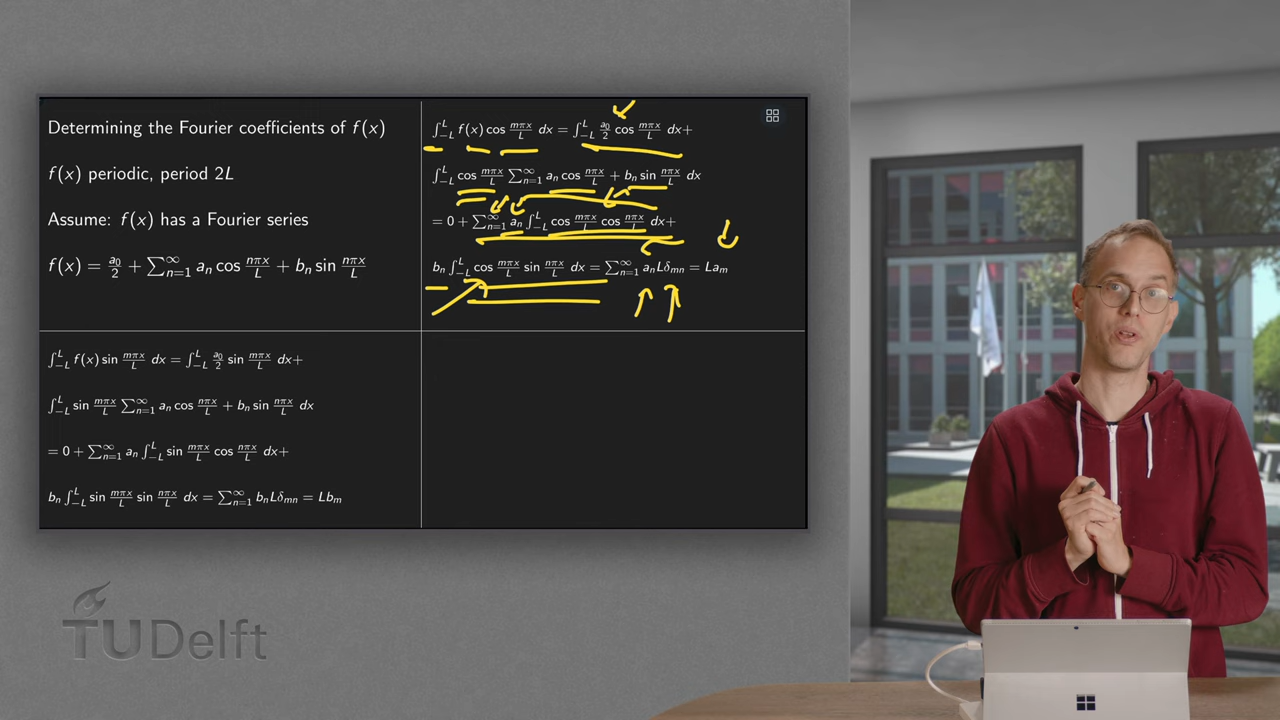 Determining the Fourier coefficients of f(x)
f(x) periodic, period 2L
Assume: f(x) has a Fourier series
f(x) = a₀/2 + ∑ₙ₌₁^∞ aₙ cos nπx/L + bₙ sin nπx/L
∫₋L^L f(x) cos mπx/L dx = ∫₋L^L a₀/2 cos mπx/L dx+
∫₋L^L cos mπx/L ∑ₙ₌₁^∞ aₙ cos nπx/L + bₙ sin nπx/L dx
= 0 + ∑ₙ₌₁^∞ aₙ ∫₋L^L cos mπx/L cos nπx/L dx+
bₙ ∫₋L^L cos mπx/L sin nπx/L dx = ∑ₙ₌₁^∞ aₙLδₘₙ = Laₘ
∫₋L^L f(x) sin mπx/L dx = ∫₋L^L a₀/2 sin mπx/L dx+
∫₋L^L sin mπx/L ∑ₙ₌₁^∞ aₙ cos nπx/L + bₙ sin nπx/L dx
= 0 + ∑ₙ₌₁^∞ aₙ ∫₋L^L sin mπx/L cos nπx/L dx+
bₙ ∫₋L^L sin mπx/L sin nπx/L dx = ∑ₙ₌₁^∞ bₙLδₘₙ = Lbₘ
TUDelft